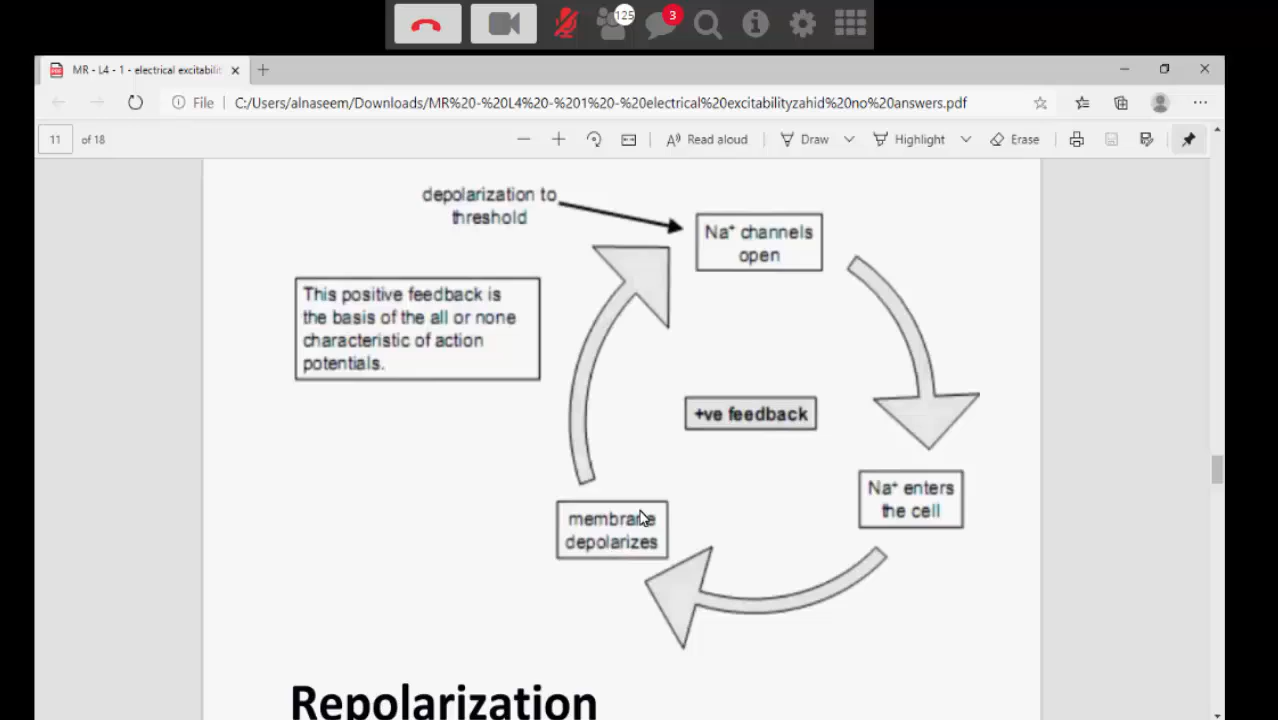 125
3
MR - L4 - 1 - electrical excitabili
File
C:/Users/alnaseem/Downloads/MR%20-%20L4%20-%201%20-%20electrical%20excitabilityzahid%20no%20answers.pdf
11
of 18
Read aloud
Draw
Highlight
Erase
depolarization to
threshold
Na⁺ channels
open
This positive feedback is
the basis of the all or none
characteristic of action
potentials.
+ve feedback
Na⁺ enters
the cell
membrane
depolarizes
Repolarization